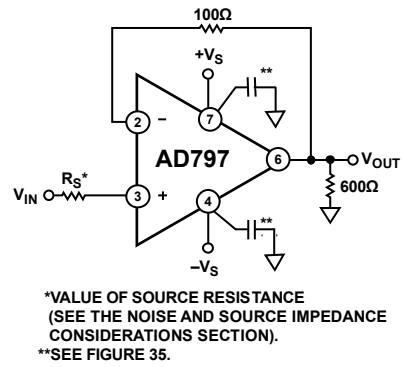 100Ω
+VS
**
2
−
7
AD797
6
VOUT
RS*
VIN
3
+
4
600Ω
**
−VS
*VALUE OF SOURCE RESISTANCE
(SEE THE NOISE AND SOURCE IMPEDANCE
CONSIDERATIONS SECTION).
**SEE FIGURE 35.